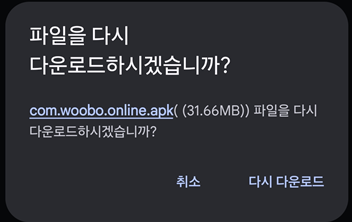 파일을 다시
다운로드하시겠습니까?
com.woobo.online.apk( (31.66MB)) 파일을 다시
다운로드하시겠습니까?
취소 다시 다운로드